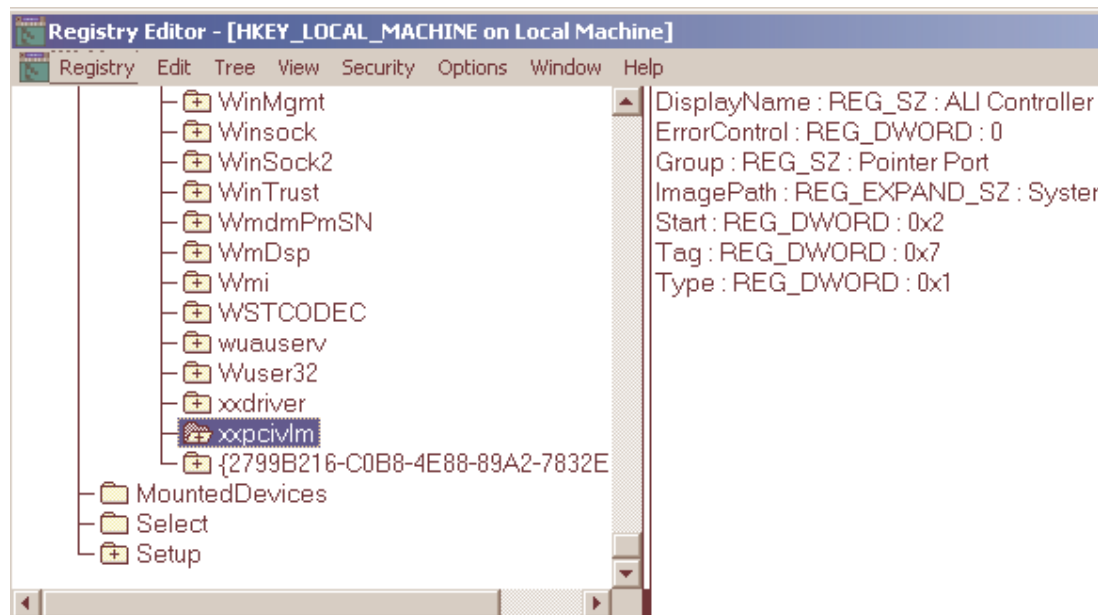 Registry Editor - [HKEY_LOCAL_MACHINE on Local Machine]
Registry Edit Tree View Security Options Window Help
WinMgmt
Winsock
WinSock2
WinTrust
WmdmPmSN
WmDsp
Wmi
WSTCODEC
wuauserv
Wuser32
xxdriver
xxpcivlm
{2799B216-C0B8-4E88-89A2-7832E
MountedDevices
Select
Setup
DisplayName : REG_SZ : ALI Controller
ErrorControl : REG_DWORD : 0
Group : REG_SZ : Pointer Port
ImagePath : REG_EXPAND_SZ : System
Start : REG_DWORD : 0x2
Tag : REG_DWORD : 0x7
Type : REG_DWORD : 0x1